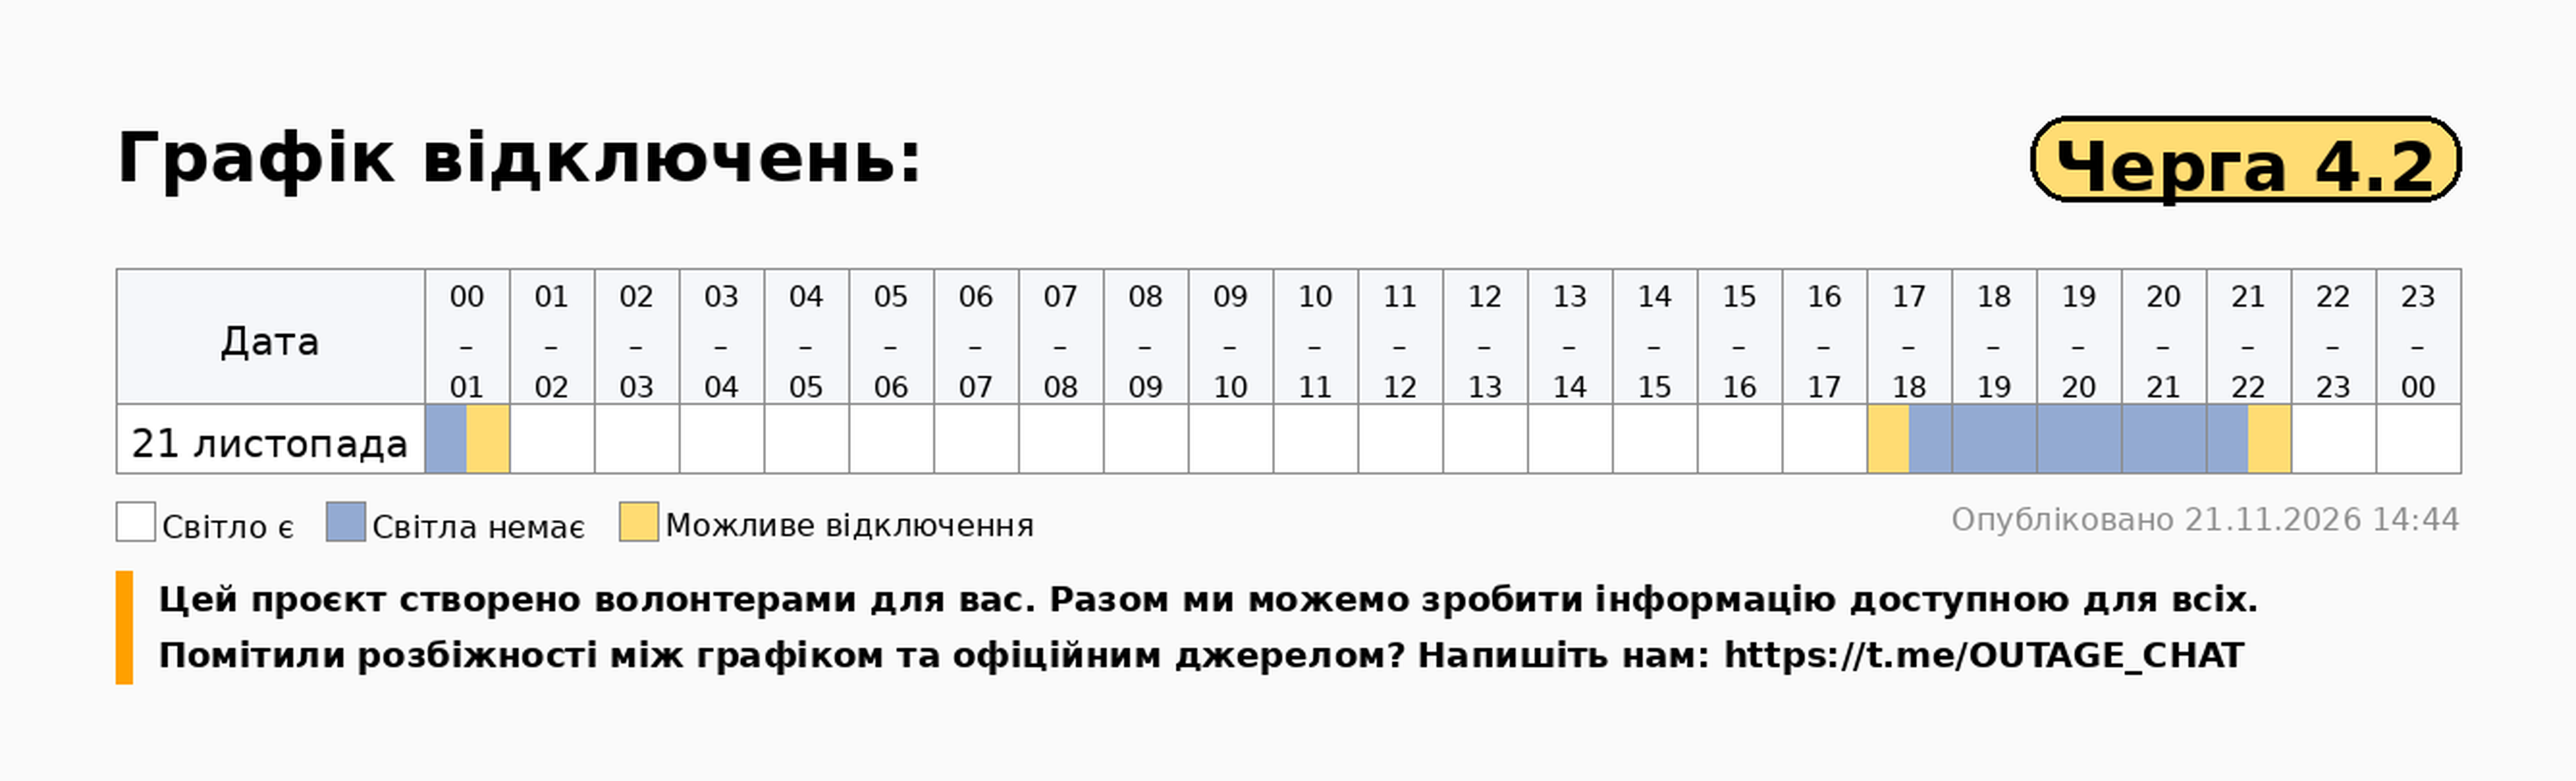 Графік відключень:
Черга 4.2
Дата
00 – 01
01 – 02
02 – 03
03 – 04
04 – 05
05 – 06
06 – 07
07 – 08
08 – 09
09 – 10
10 – 11
11 – 12
12 – 13
13 – 14
14 – 15
15 – 16
16 – 17
17 – 18
18 – 19
19 – 20
20 – 21
21 – 22
22 – 23
23 – 00
21 листопада
Світло є
Світла немає
Можливе відключення
Опубліковано 21.11.2026 14:44
Цей проєкт створено волонтерами для вас. Разом ми можемо зробити інформацію доступною для всіх.
Помітили розбіжності між графіком та офіційним джерелом? Напишіть нам: https://t.me/OUTAGE_CHAT